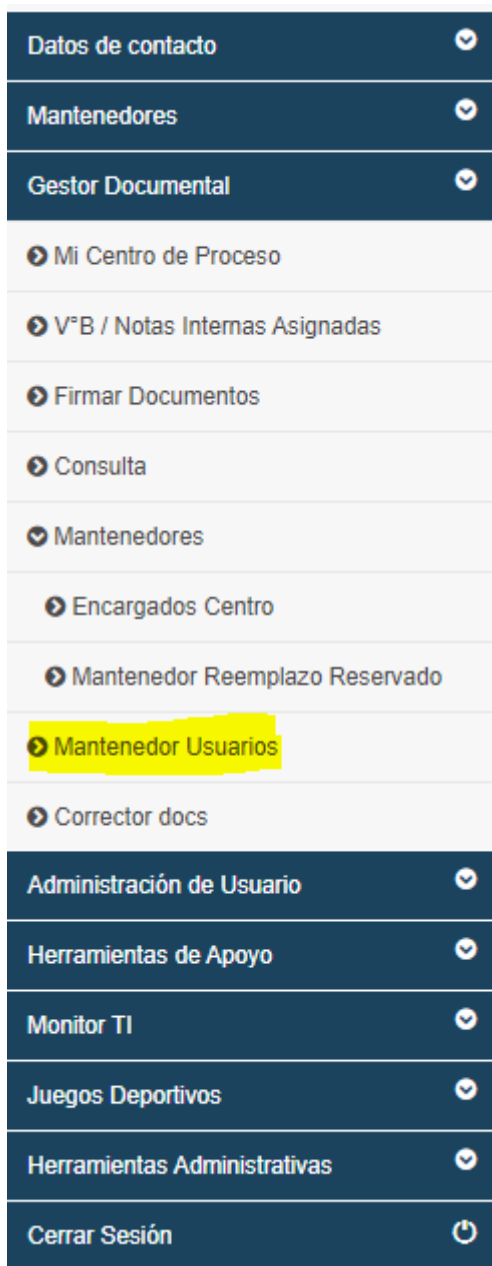 Datos de contacto
Mantenedores
Gestor Documental
Mi Centro de Proceso
V°B / Notas Internas Asignadas
Firmar Documentos
Consulta
Mantenedores
Encargados Centro
Mantenedor Reemplazo Reservado
Mantenedor Usuarios
Corrector docs
Administración de Usuario
Herramientas de Apoyo
Monitor TI
Juegos Deportivos
Herramientas Administrativas
Cerrar Sesión